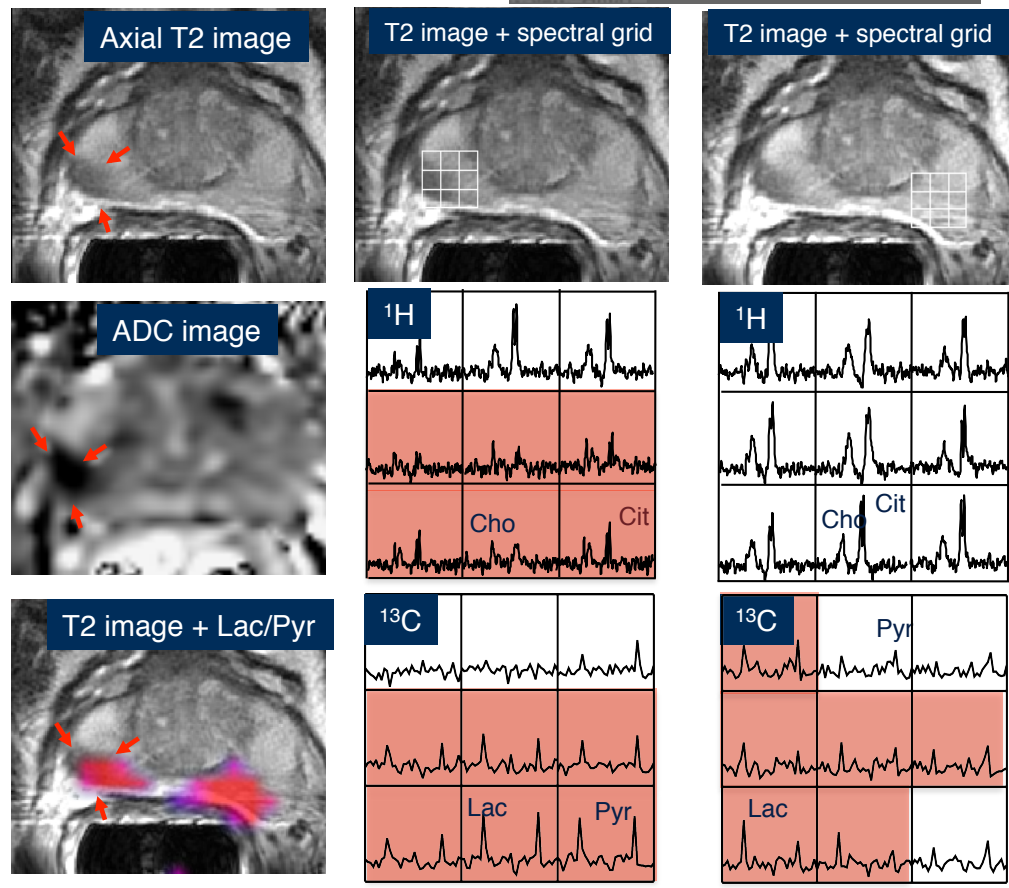 Axial T2 image
T2 image + spectral grid
T2 image + spectral grid
ADC image
¹H
Cho
Cit
¹H
Cho
Cit
T2 image + Lac/Pyr
¹³C
Lac
Pyr
¹³C
Pyr
Lac